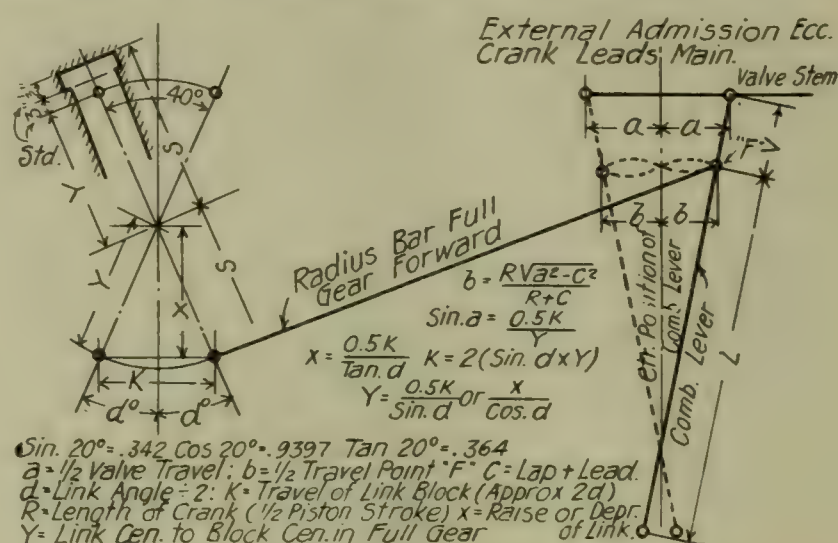 External Admission Ecc.
Crank Leads Main.
Valve Stem
40°
a a
"F"
3"
Std.
S
Y
b b
Radius Bar Full
Gear Forward
Y
S
X
b = R√a²-c² / R+C
Sin. a = 0.5K / Y
X = 0.5K / Tan. d K = 2(Sin. d x Y)
Y = 0.5K / Sin. d or x / Cos. d
Position of
Comb. Lever
Comb. Lever
L
K
d° d°
Sin. 20° = .342 Cos 20° = .9397 Tan 20° = .364
a = ½ Valve Travel: b = ½ Travel Point "F" C = Lap + Lead.
d = Link Angle ÷ 2: K = Travel of Link Block (Approx 2d)
R = Length of Crank (½ Piston Stroke) x = Raise or Depr.
of Link.
Y = Link Cen. to Block Cen. in Full Gear